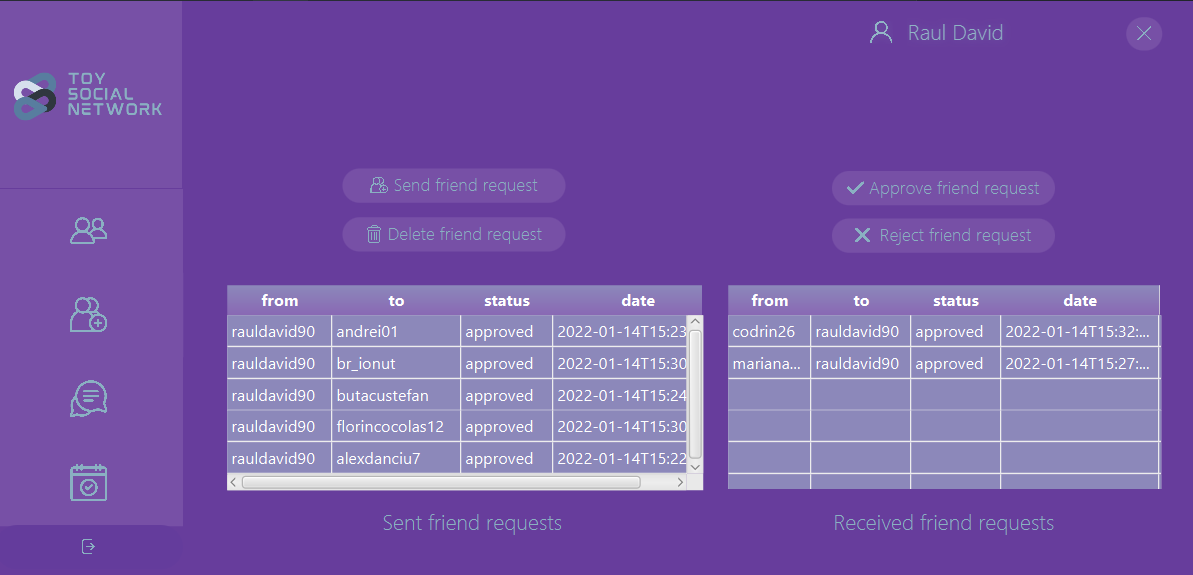 Raul David
TOY
SOCIAL
NETWORK
Send friend request
Delete friend request
Approve friend request
Reject friend request
from to status date
rauldavid90 andrei01 approved 2022-01-14T15:23
rauldavid90 br_ionut approved 2022-01-14T15:30
rauldavid90 butacustefan approved 2022-01-14T15:24
rauldavid90 florincocolas12 approved 2022-01-14T15:30
rauldavid90 alexdanciu7 approved 2022-01-14T15:22
Sent friend requests
from to status date
codrin26 rauldavid90 approved 2022-01-14T15:32:...
mariana... rauldavid90 approved 2022-01-14T15:27:...
Received friend requests